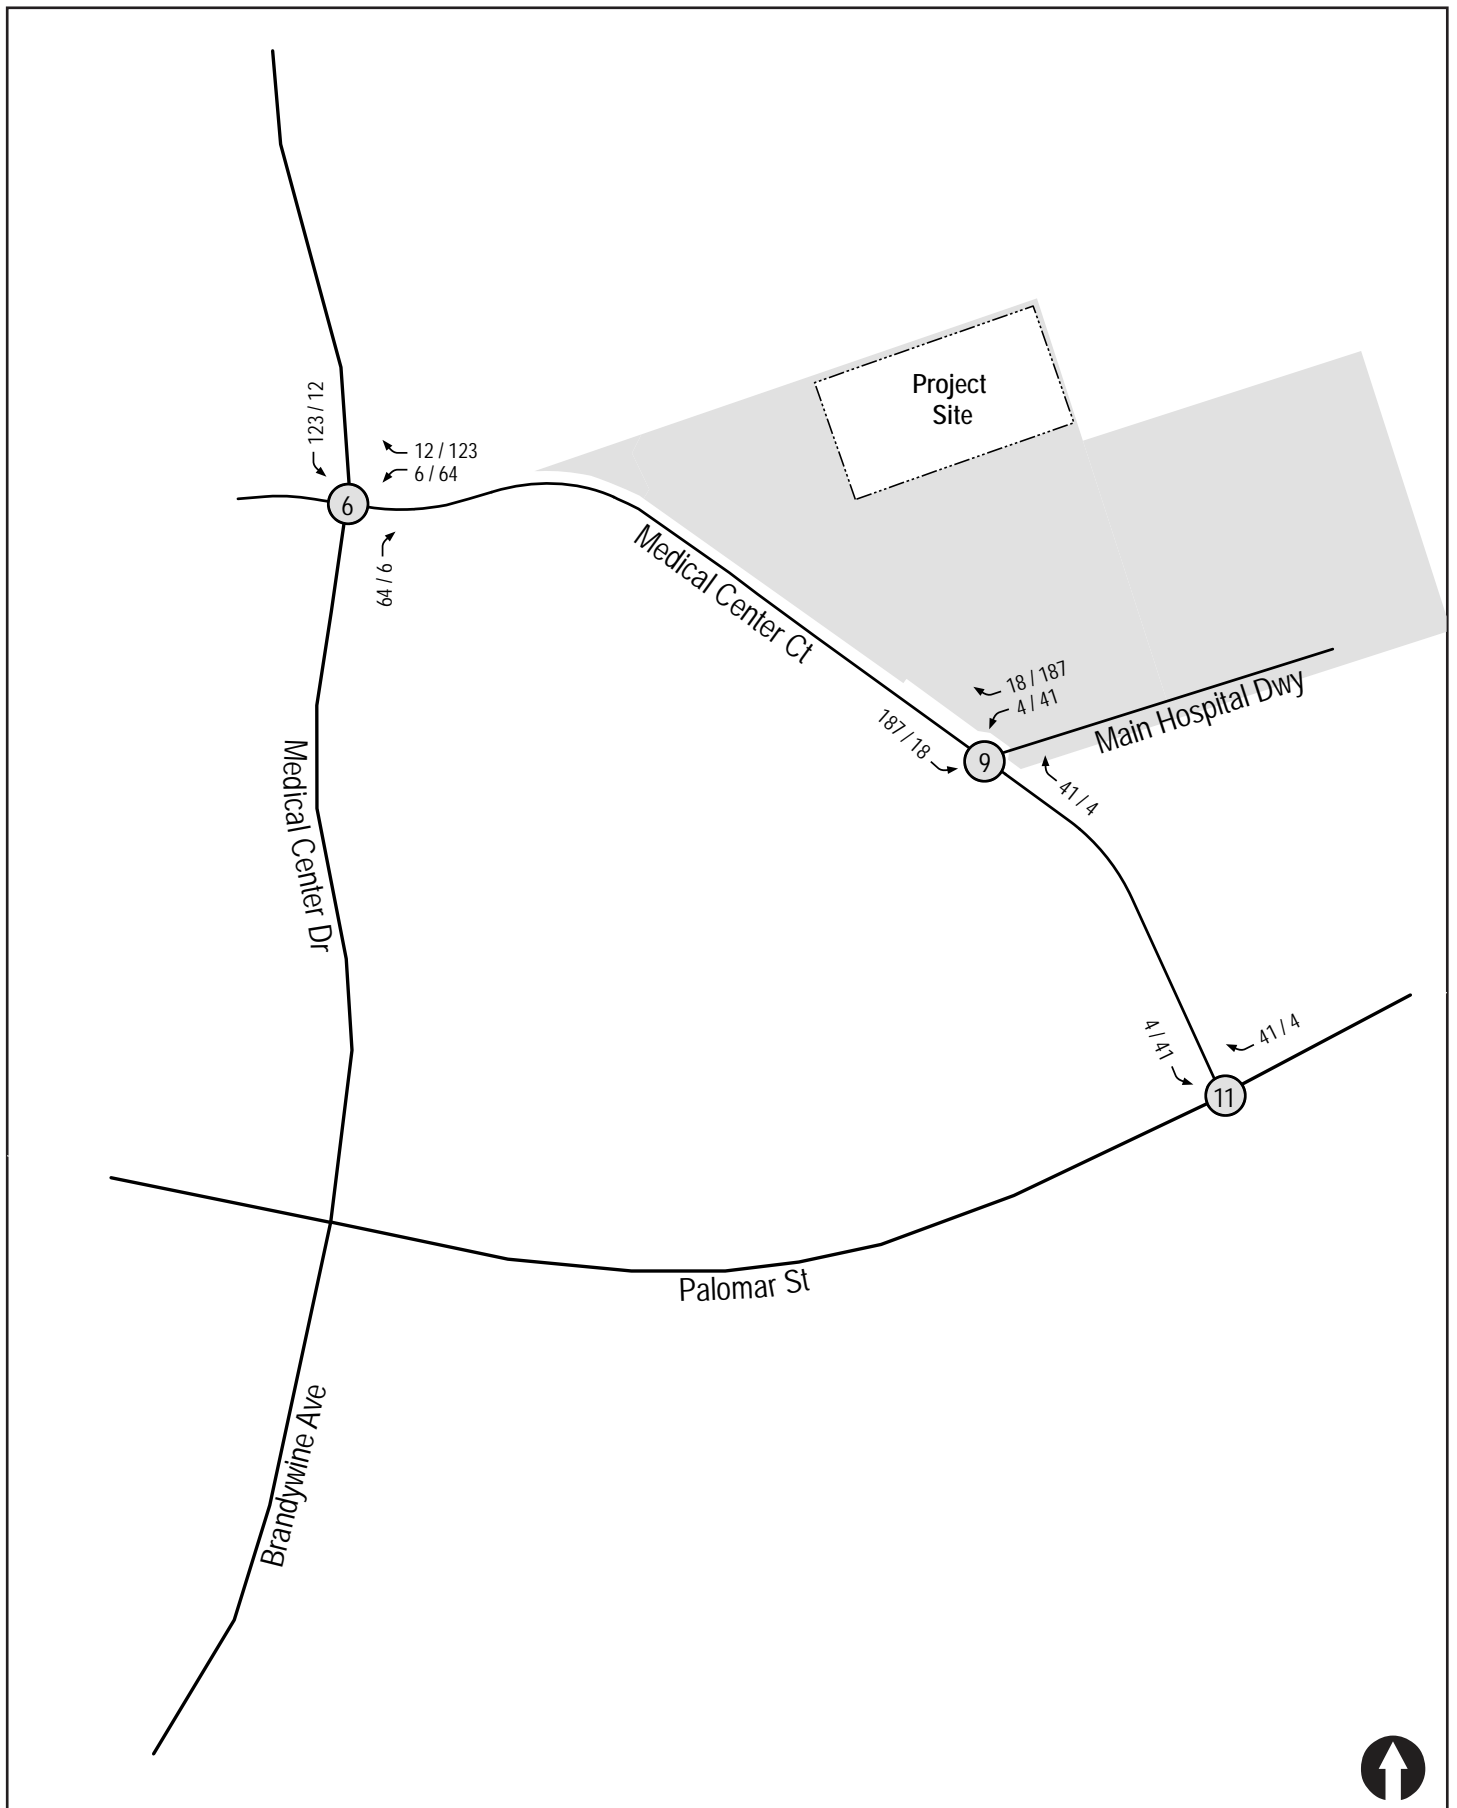 Project
Site
123 / 12
12 / 123
6 / 64
6
64 / 6
Medical Center Ct
18 / 187
4 / 41
187 / 18
9
Main Hospital Dwy
41 / 4
Medical Center Dr
4 / 41
41 / 4
11
Palomar St
Brandywine Ave